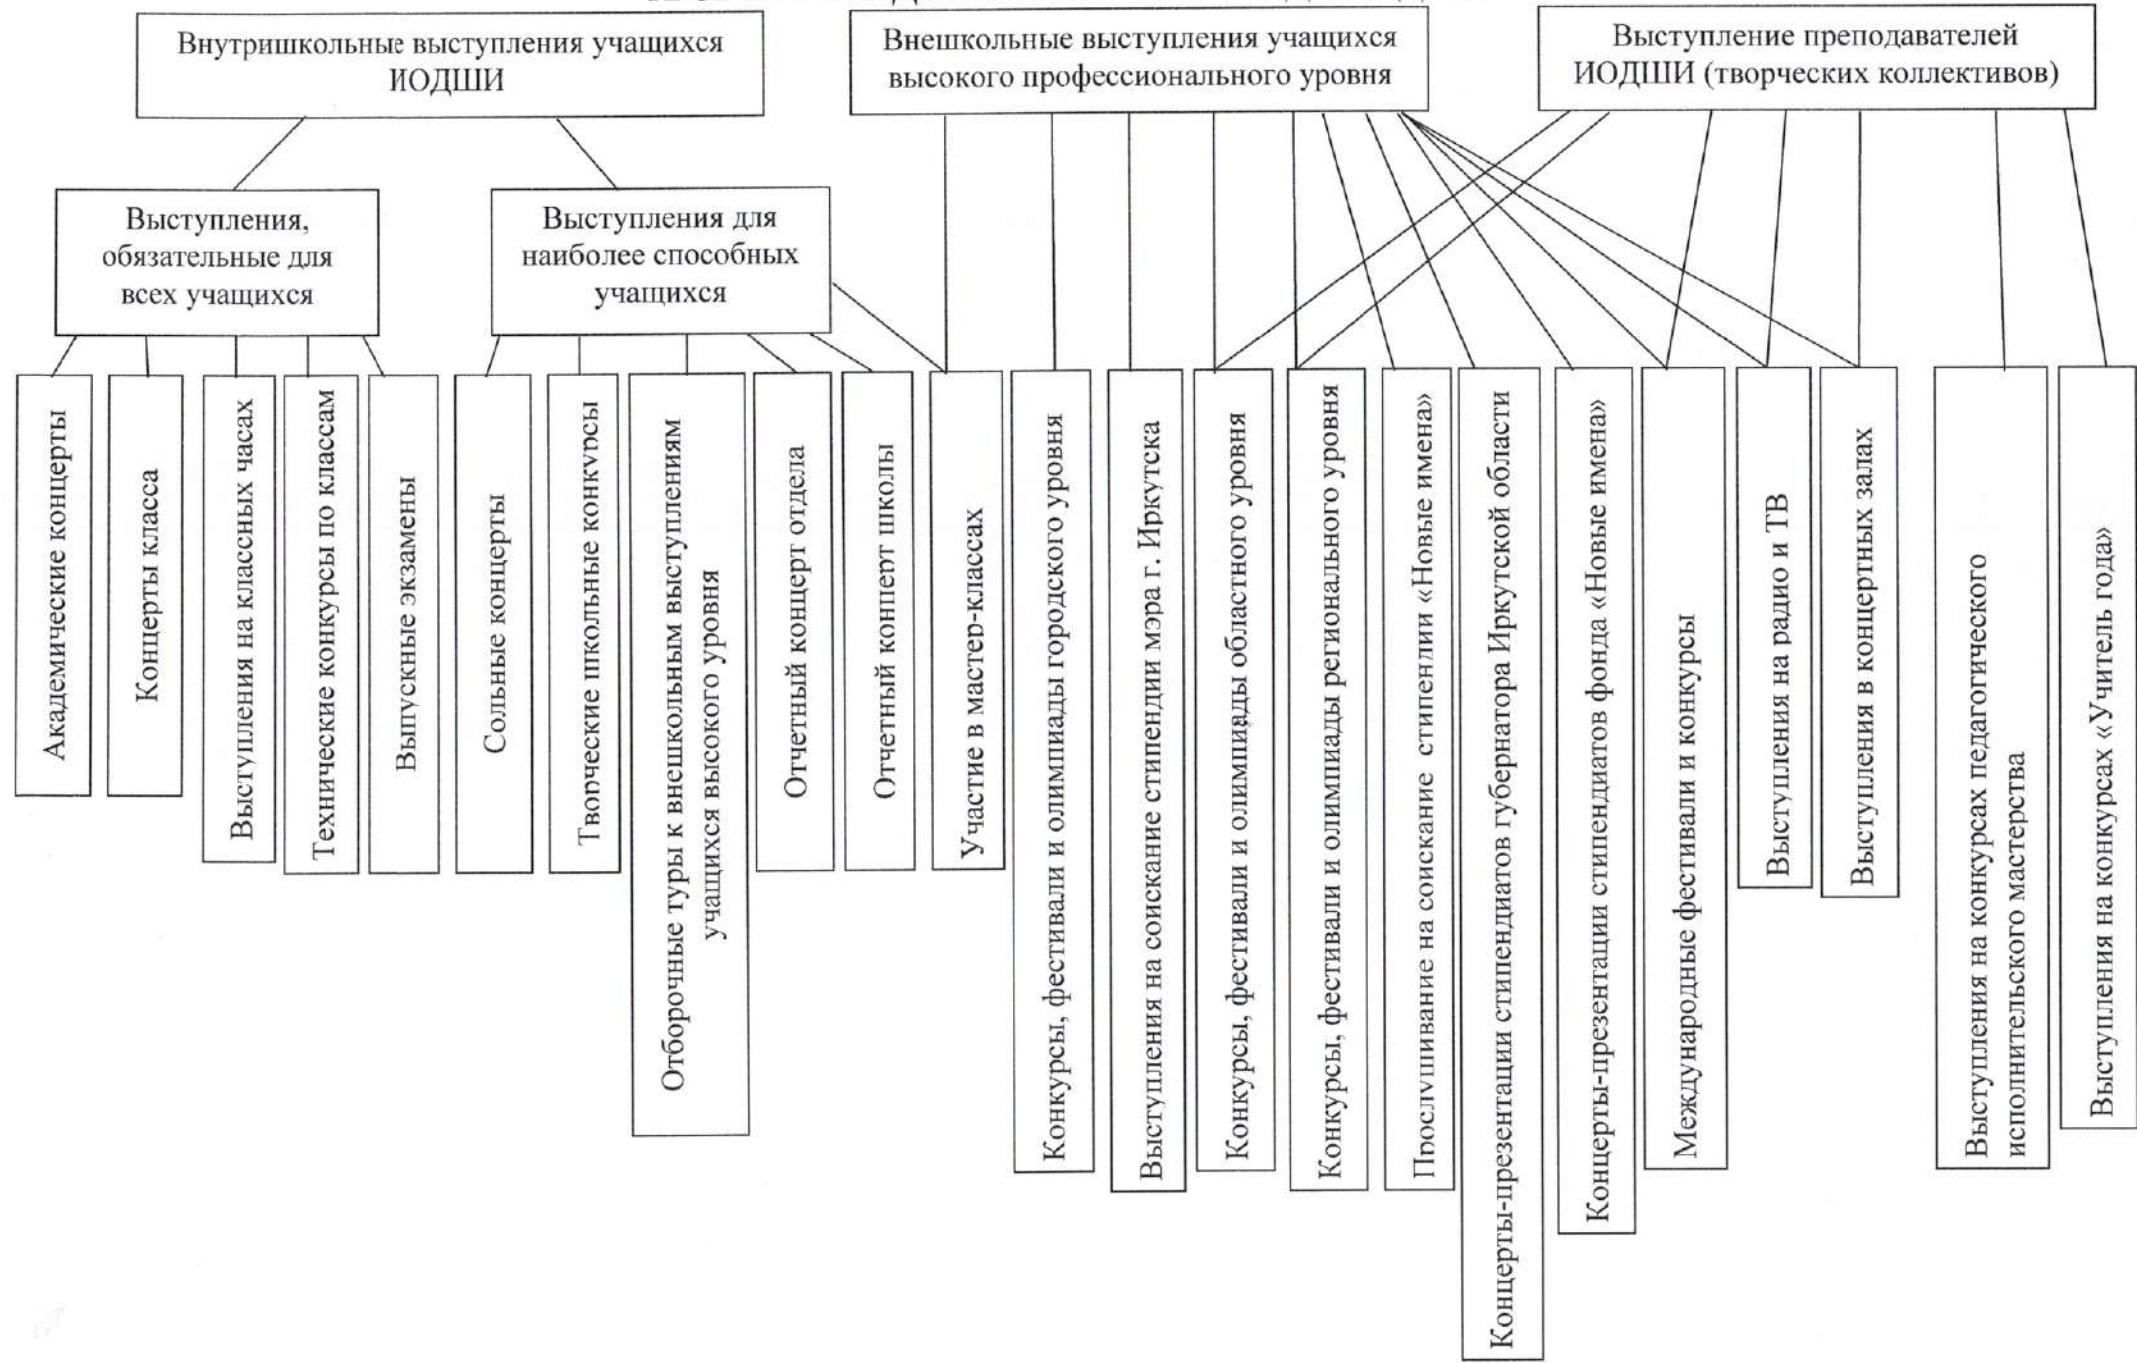 Внутришкольные выступления учащихся
ИОДШИ
Внешкольные выступления учащихся
высокого профессионального уровня
Выступление преподавателей
ИОДШИ (творческих коллективов)
Выступления,
обязательные для
всех учащихся
Выступления для
наиболее способных
учащихся
Академические концерты
Концерты класса
Выступления на классных часах
Технические конкурсы по классам
Выпускные экзамены
Сольные концерты
Творческие школьные конкурсы
Отборочные туры к внешкольным выступлениям
учащихся высокого уровня
Отчетный концерт отдела
Отчетный концерт школы
Участие в мастер-классах
Конкурсы, фестивали и олимпиады городского уровня
Выступления на соискание стипендии мэра г. Иркутска
Конкурсы, фестивали и олимпиады областного уровня
Конкурсы, фестивали и олимпиады регионального уровня
Прослушивание на соискание стипендии «Новые имена»
Концерты-презентации стипендиатов губернатора Иркутской области
Концерты-презентации стипендиатов фонда «Новые имена»
Международные фестивали и конкурсы
Выступления на радио и ТВ
Выступления в концертных залах
Выступления на конкурсах педагогического
исполнительского мастерства
Выступления на конкурсах «Учитель года»